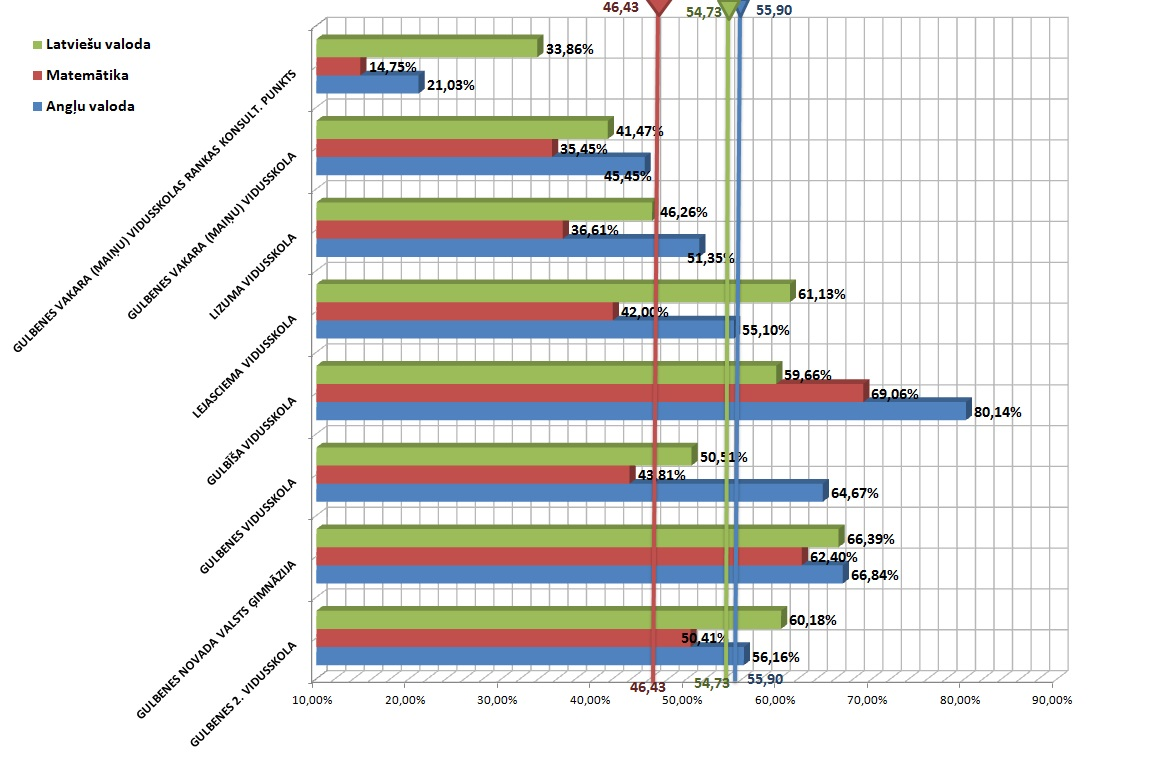 46,43
54,73
55,90
Latviešu valoda
Matemātika
Angļu valoda
GULBENES VAKARA (MAIŅU) VIDUSSKOLAS RANKAS KONSULT. PUNKTS
33,86%
14,75%
21,03%
GULBENES VAKARA (MAIŅU) VIDUSSKOLA
41,47%
35,45%
45,45%
LIZUMA VIDUSSKOLA
46,26%
36,61%
51,35%
LEJASCIEMA VIDUSSKOLA
61,13%
42,00%
55,10%
GULBĪŠA VIDUSSKOLA
59,66%
69,06%
80,14%
GULBENES VIDUSSKOLA
50,51%
43,81%
64,67%
GULBENES NOVADA VALSTS ĢIMNĀZIJA
66,39%
62,40%
66,84%
GULBENES 2. VIDUSSKOLA
60,18%
50,41%
56,16%
46,43
54,73
55,90
10,00% 20,00% 30,00% 40,00% 50,00% 60,00% 70,00% 80,00% 90,00%